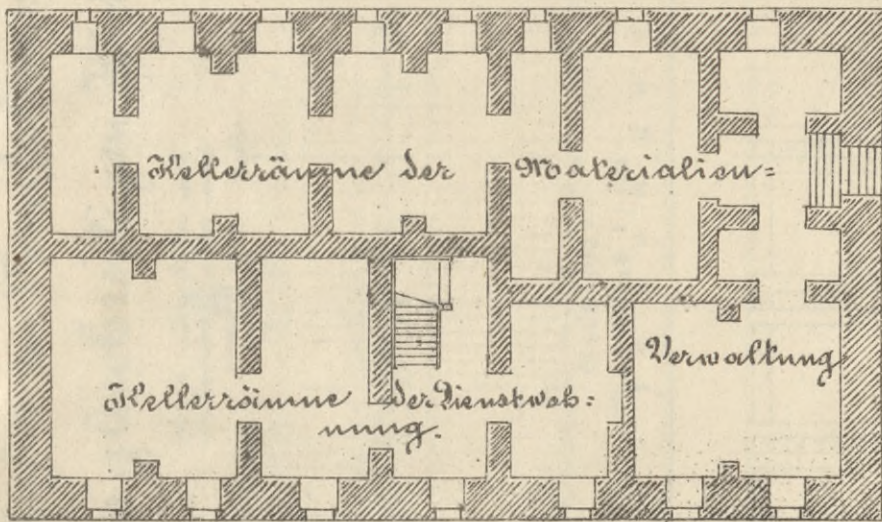 Kellerräume der Materialien=
Verwaltung
Kellerräume der Dienstwoh=
nung.